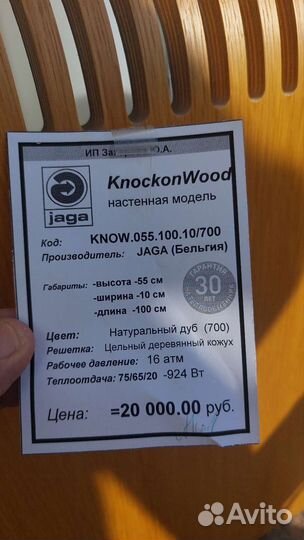 ИП Ю.А.
jaga
KnockonWood
настенная модель
Код: KNOW.055.100.10/700
Производитель: JAGA (Бельгия)
Габариты: -высота -55 см
-ширина -10 см
-длина -100 см
ГАРАНТИЯ
30
ЛЕТ
Цвет: Натуральный дуб (700)
Решетка: Цельный деревянный кожух
Рабочее давление: 16 атм
Теплоотдача: 75/65/20 -924 Вт
Цена: =20 000.00 руб.
Avito